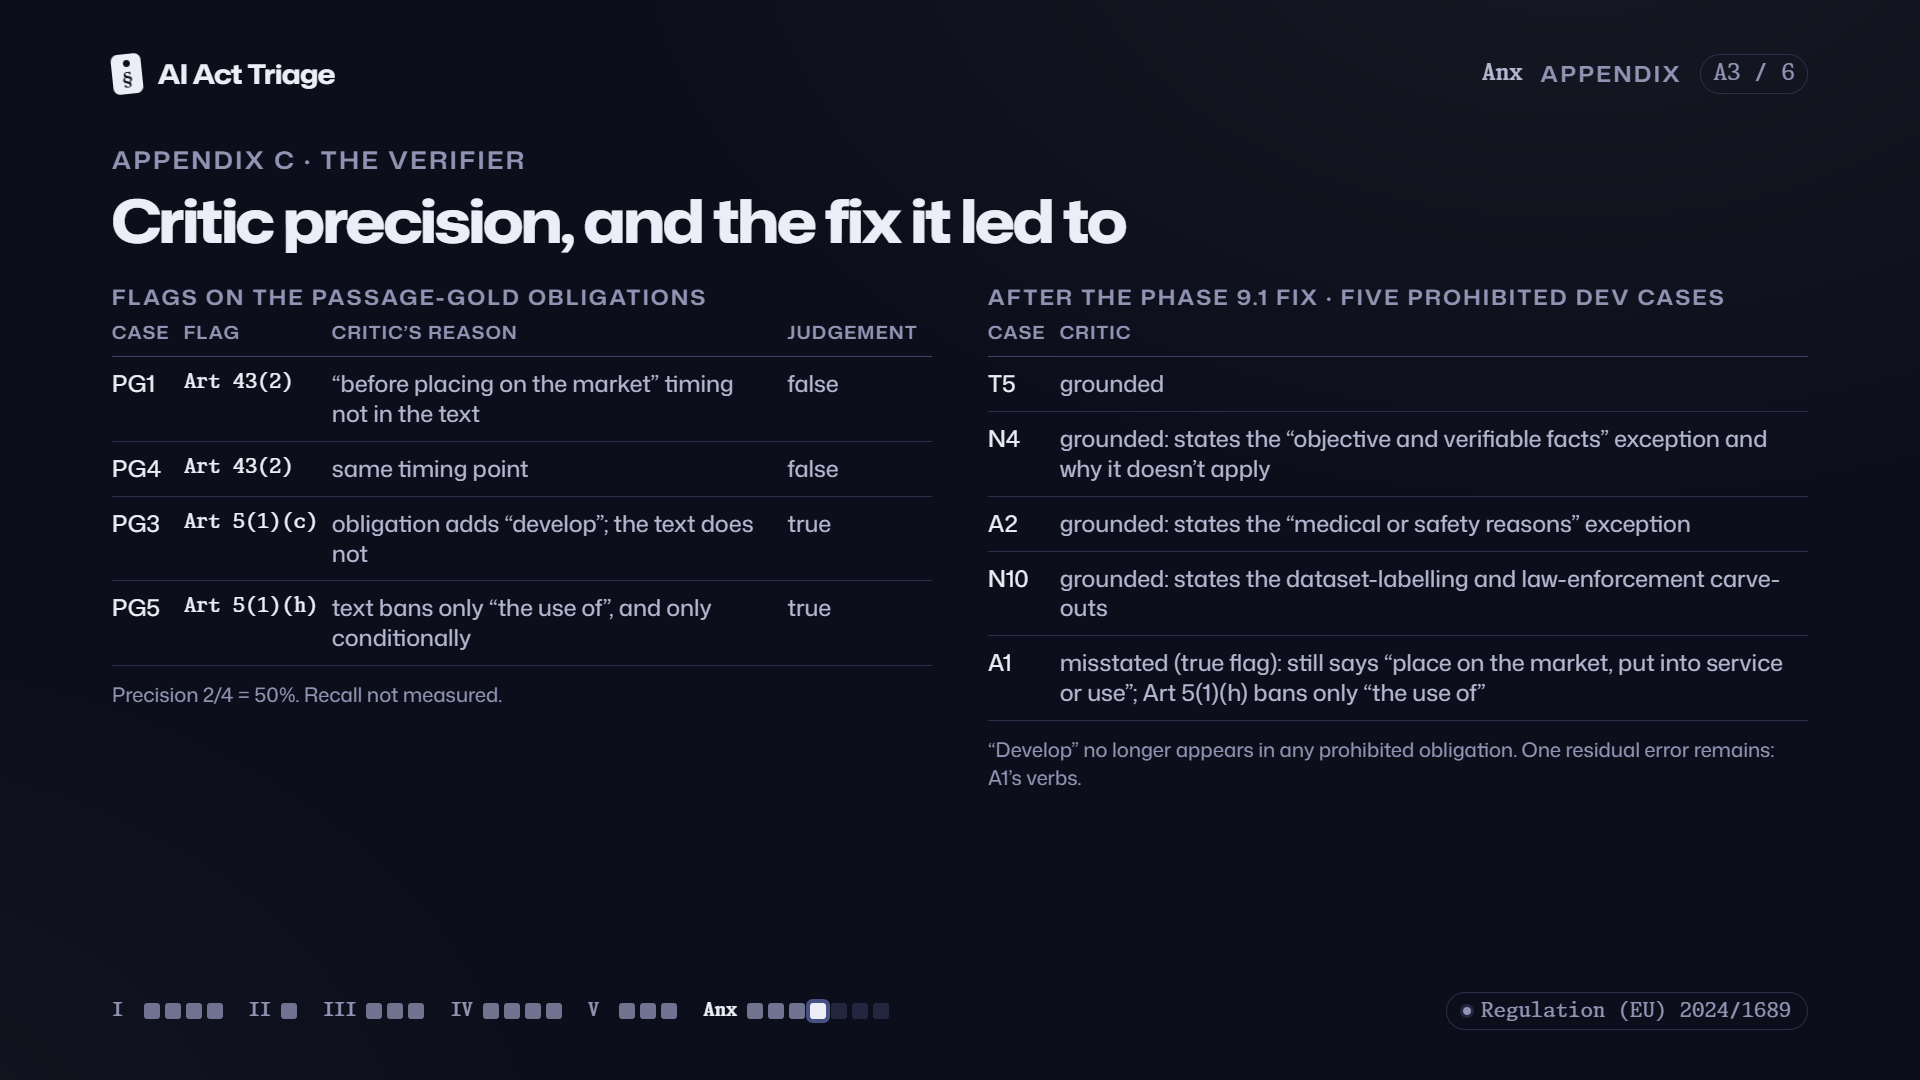 § AI Act Triage
Anx APPENDIX A3 / 6
APPENDIX C · THE VERIFIER
Critic precision, and the fix it led to
FLAGS ON THE PASSAGE-GOLD OBLIGATIONS
CASE FLAG CRITIC’S REASON JUDGEMENT
PG1 Art 43(2) “before placing on the market” timing false
not in the text
PG4 Art 43(2) same timing point false
PG3 Art 5(1)(c) obligation adds “develop”; the text does true
not
PG5 Art 5(1)(h) text bans only “the use of”, and only true
conditionally
Precision 2/4 = 50%. Recall not measured.
AFTER THE PHASE 9.1 FIX · FIVE PROHIBITED DEV CASES
CASE CRITIC
T5 grounded
N4 grounded: states the “objective and verifiable facts” exception and
why it doesn’t apply
A2 grounded: states the “medical or safety reasons” exception
N10 grounded: states the dataset-labelling and law-enforcement carve-
outs
A1 misstated (true flag): still says “place on the market, put into service
or use”; Art 5(1)(h) bans only “the use of”
“Develop” no longer appears in any prohibited obligation. One residual error remains:
A1’s verbs.
I II III IV V Anx
Regulation (EU) 2024/1689